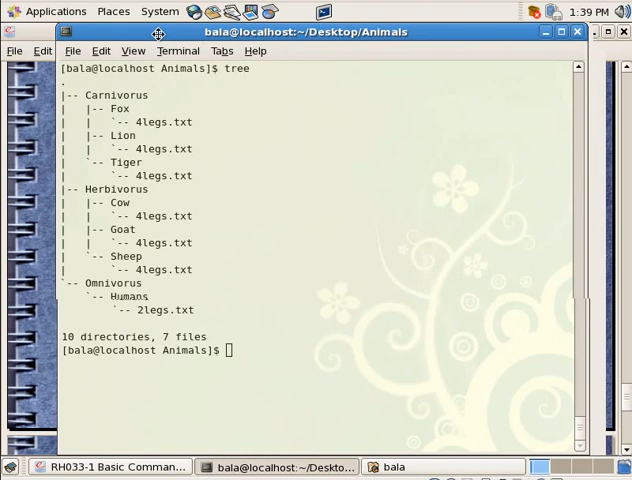 Applications Places System 1:39 PM
bala@localhost:~/Desktop/Animals
File Edit File Edit View Terminal Tabs Help
[bala@localhost Animals]$ tree
.
|-- Carnivorus
|   |-- Fox
|   |   `-- 4legs.txt
|   |-- Lion
|   |   `-- 4legs.txt
|   `-- Tiger
|       `-- 4legs.txt
|-- Herbivorus
|   |-- Cow
|   |   `-- 4legs.txt
|   |-- Goat
|   |   `-- 4legs.txt
|   `-- Sheep
|       `-- 4legs.txt
`-- Omnivorus
    `-- Humans
        `-- 2legs.txt
10 directories, 7 files
[bala@localhost Animals]$
RH033-1 Basic Comman... bala@localhost:~/Deskto... bala